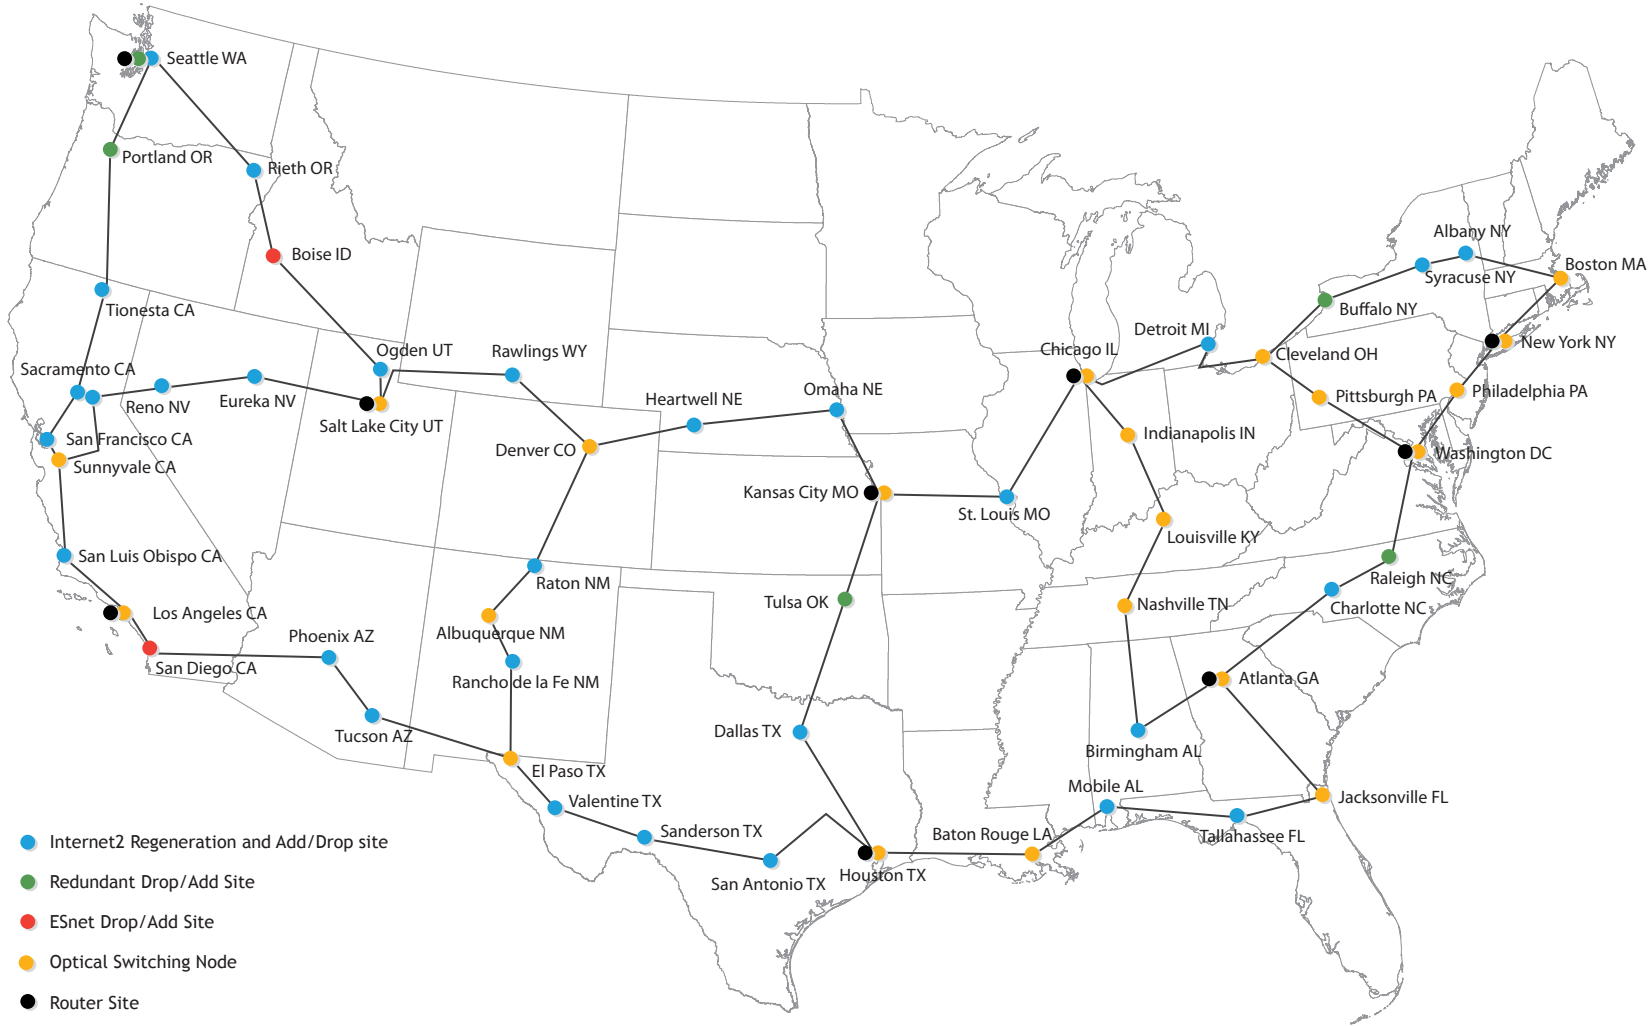 Seattle WA
Portland OR
Rieth OR
Boise ID
Tionesta CA
Ogden UT
Rawlings WY
Sacramento CA
Reno NV
Eureka NV
Salt Lake City UT
San Francisco CA
Sunnyvale CA
Denver CO
Heartwell NE
Omaha NE
Kansas City MO
St. Louis MO
Chicago IL
Detroit MI
Cleveland OH
Buffalo NY
Syracuse NY
Albany NY
Boston MA
New York NY
Philadelphia PA
Pittsburgh PA
Washington DC
Indianapolis IN
Louisville KY
Nashville TN
Raleigh NC
Charlotte NC
Atlanta GA
Birmingham AL
Jacksonville FL
Tallahassee FL
Mobile AL
Baton Rouge LA
Houston TX
Dallas TX
Tulsa OK
San Antonio TX
Sanderson TX
Valentine TX
El Paso TX
Rancho de la Fe NM
Albuquerque NM
Raton NM
San Luis Obispo CA
Los Angeles CA
San Diego CA
Phoenix AZ
Tucson AZ
Internet2 Regeneration and Add/Drop site
Redundant Drop/Add Site
ESnet Drop/Add Site
Optical Switching Node
Router Site